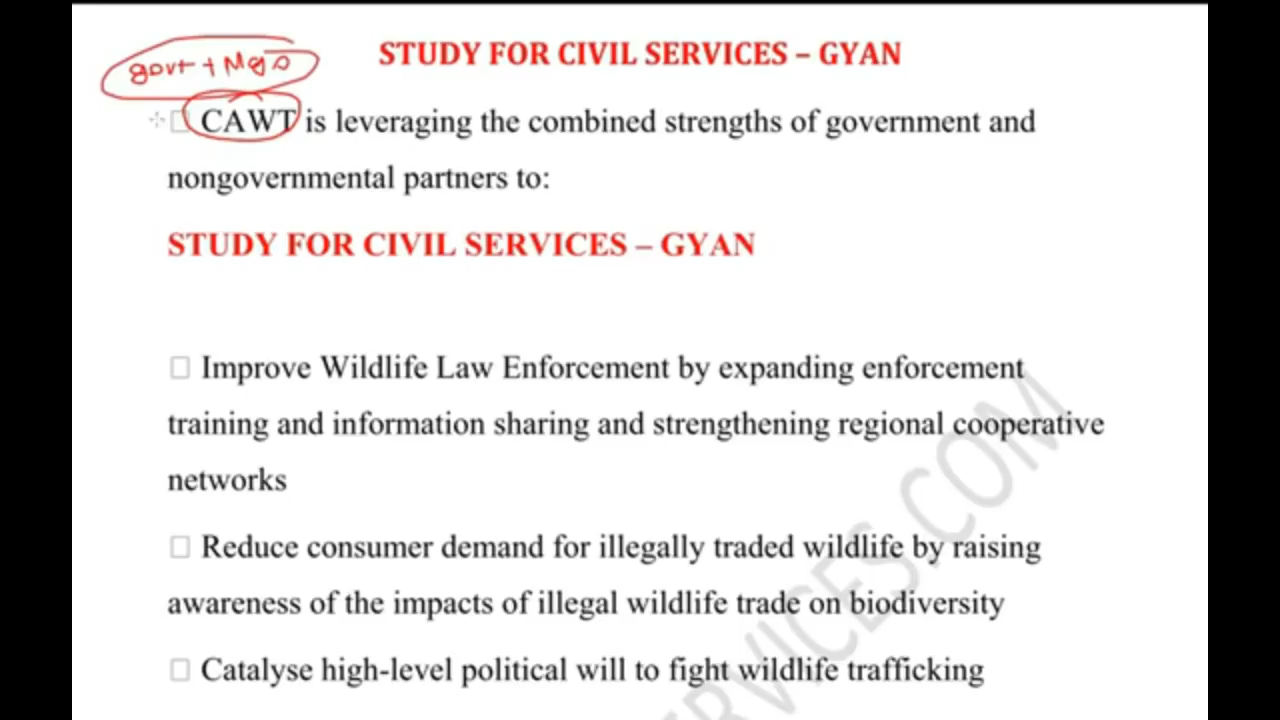 STUDY FOR CIVIL SERVICES – GYAN
govt + Ngo
CAWT is leveraging the combined strengths of government and
nongovernmental partners to:
STUDY FOR CIVIL SERVICES – GYAN
Improve Wildlife Law Enforcement by expanding enforcement
training and information sharing and strengthening regional cooperative
networks
Reduce consumer demand for illegally traded wildlife by raising
awareness of the impacts of illegal wildlife trade on biodiversity
Catalyse high-level political will to fight wildlife trafficking
RVICES.COM